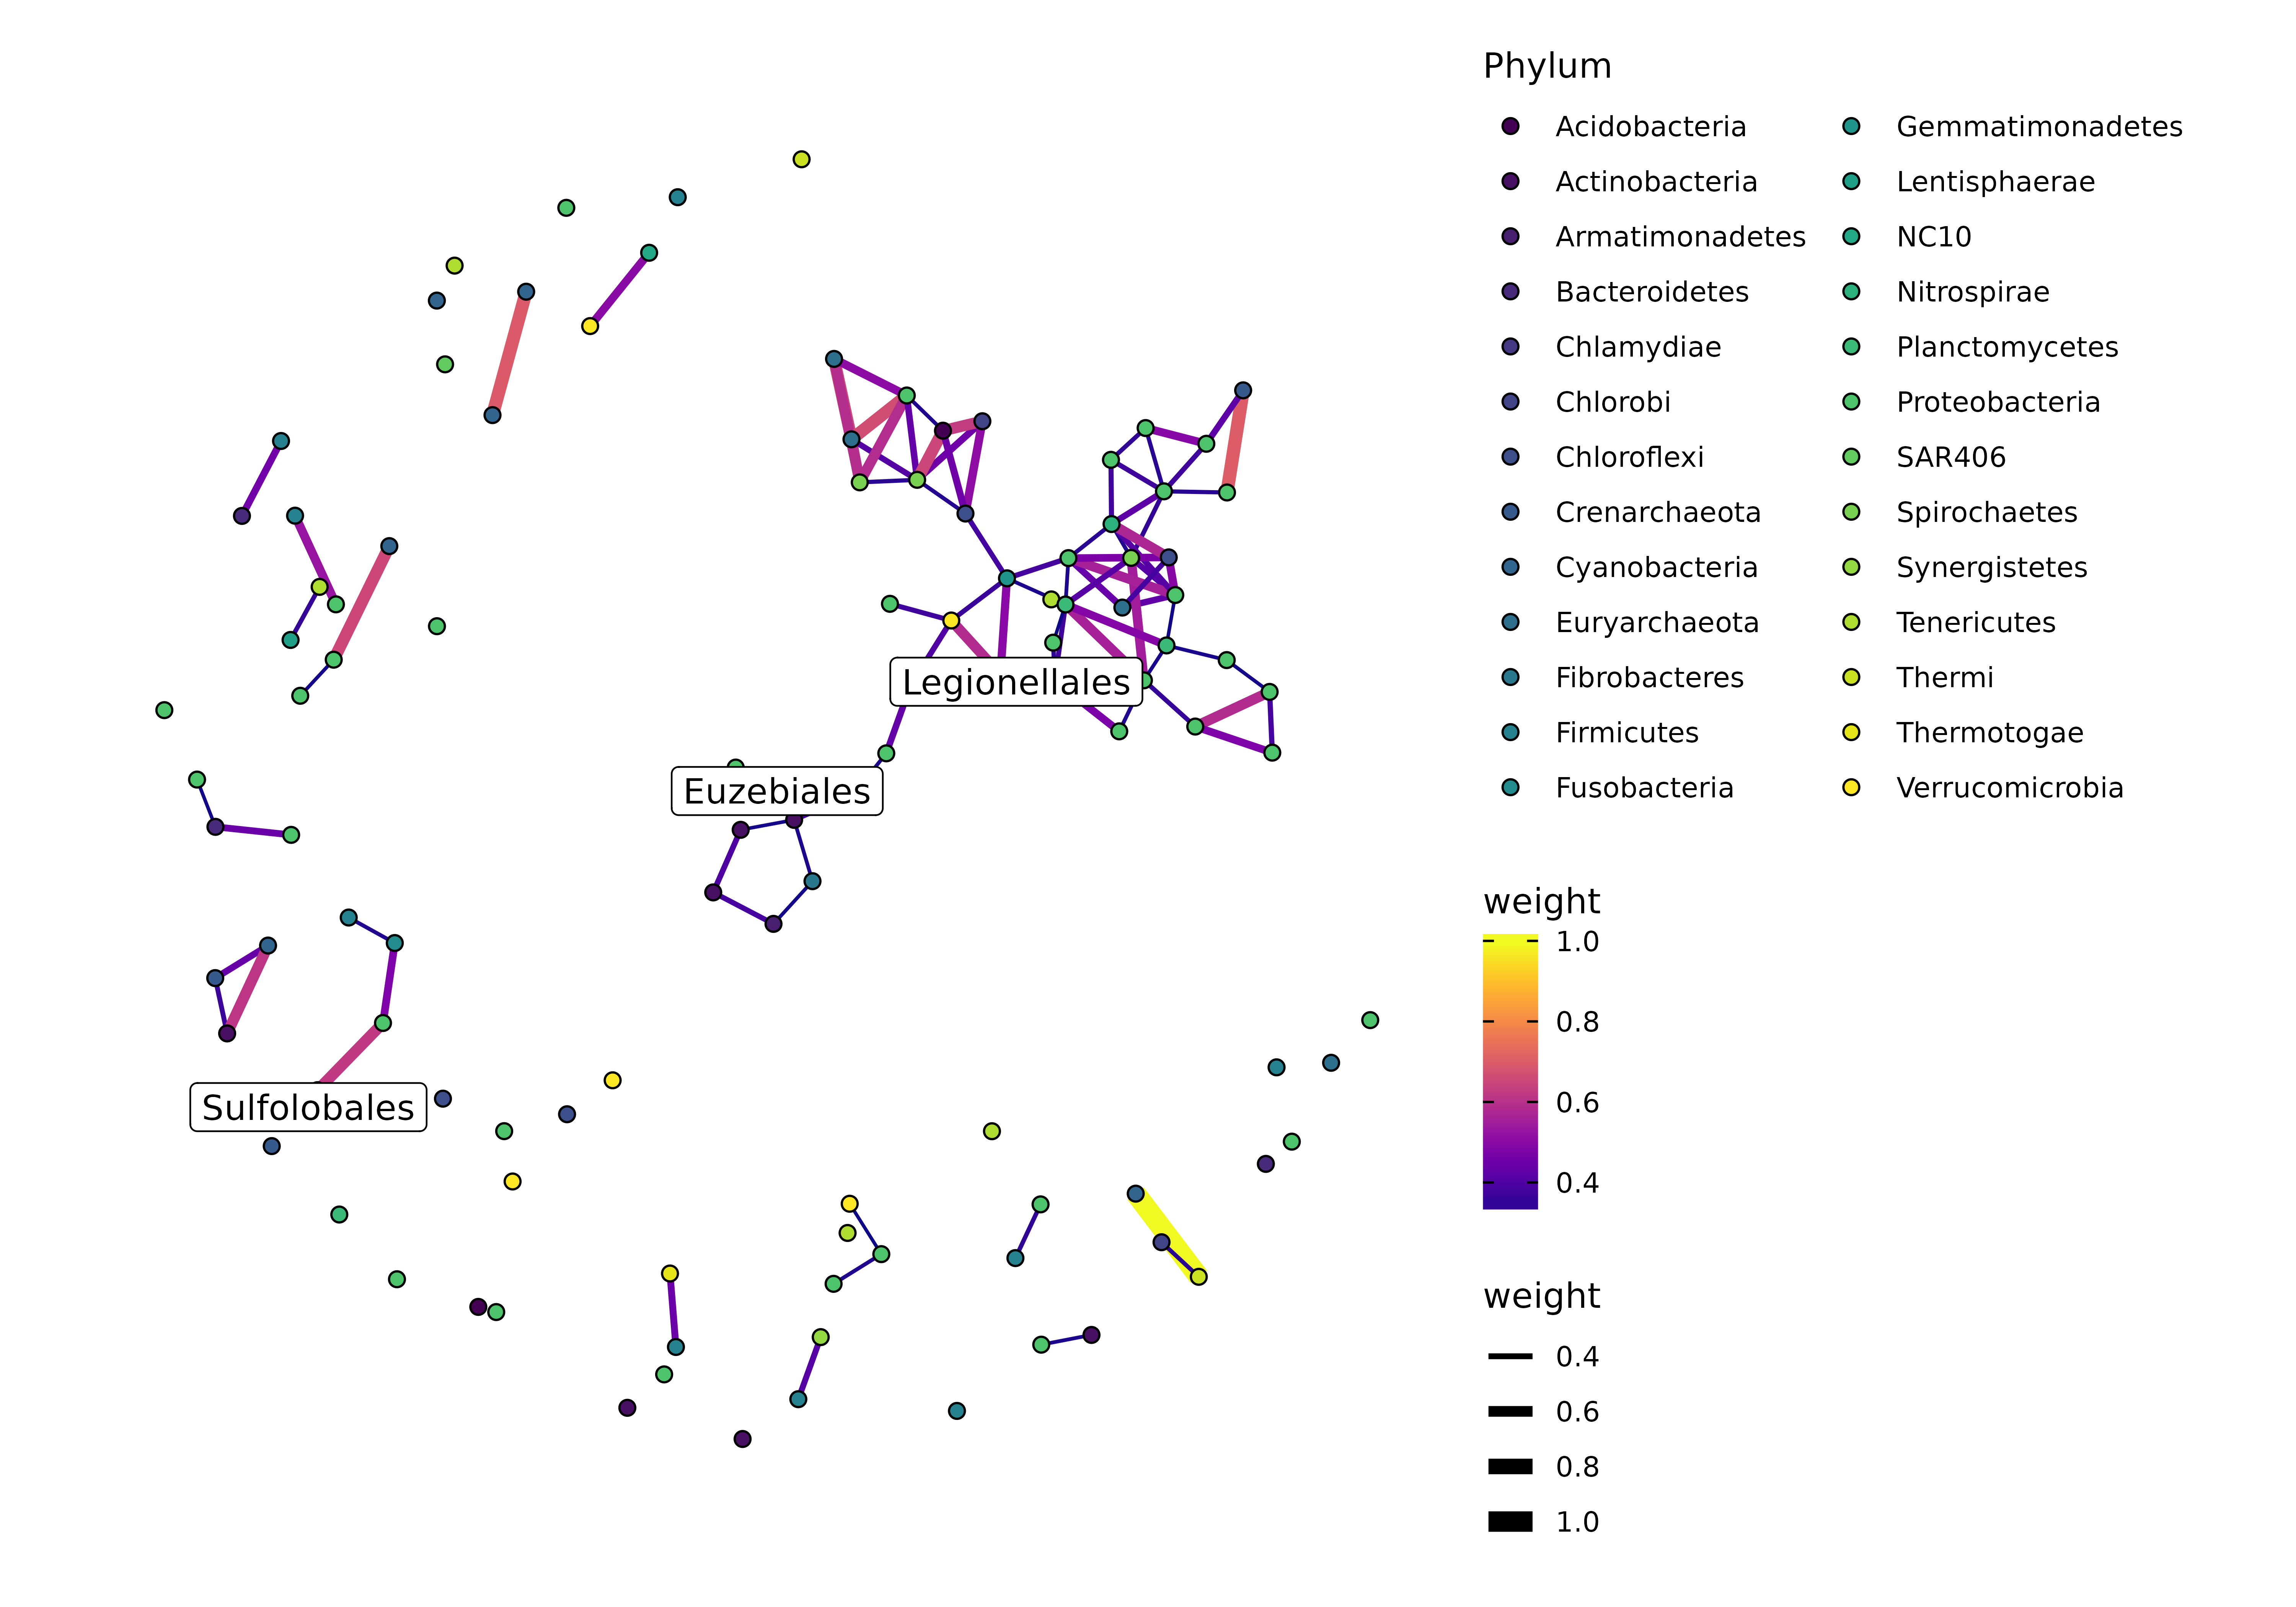 Phylum
Acidobacteria
Actinobacteria
Armatimonadetes
Bacteroidetes
Chlamydiae
Chlorobi
Chloroflexi
Crenarchaeota
Cyanobacteria
Euryarchaeota
Fibrobacteres
Firmicutes
Fusobacteria
Gemmatimonadetes
Lentisphaerae
NC10
Nitrospirae
Planctomycetes
Proteobacteria
SAR406
Spirochaetes
Synergistetes
Tenericutes
Thermi
Thermotogae
Verrucomicrobia
Legionellales
Euzebiales
Sulfolobales
weight
1.0
0.8
0.6
0.4
weight
0.4
0.6
0.8
1.0